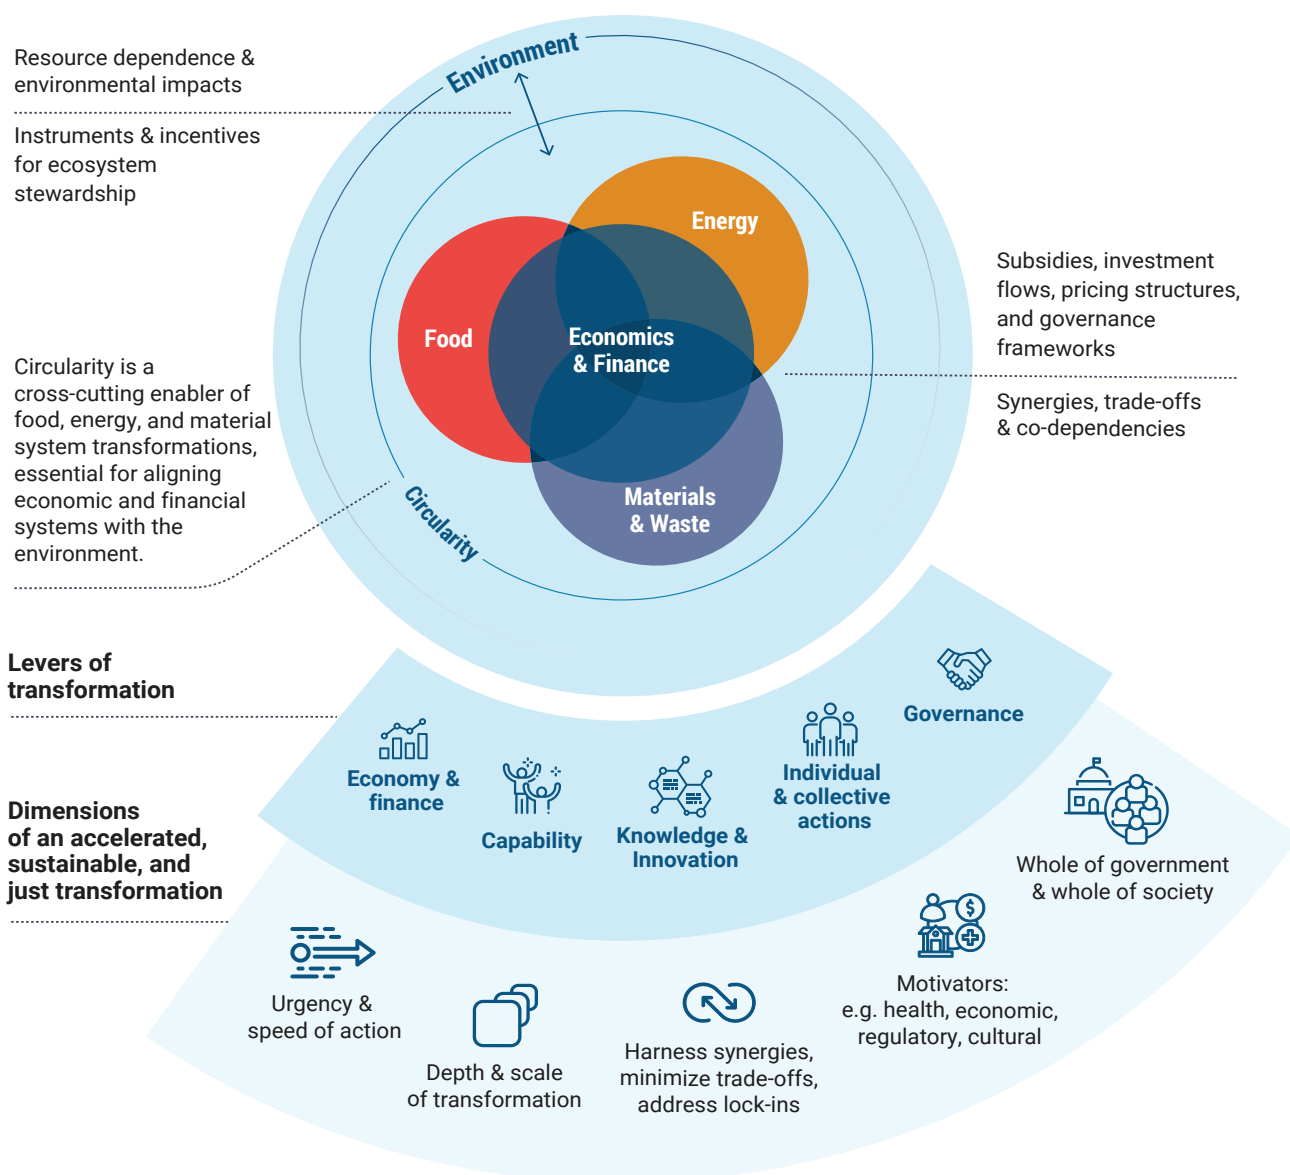 Resource dependence &
environmental impacts
Instruments & incentives
for ecosystem
stewardship
Environment
Energy
Food
Economics
& Finance
Materials
& Waste
Circularity
Subsidies, investment
flows, pricing structures,
and governance
frameworks
Synergies, trade-offs
& co-dependencies
Circularity is a
cross-cutting enabler of
food, energy, and material
system transformations,
essential for aligning
economic and financial
systems with the
environment.
Levers of
transformation
Economy &
finance
Capability
Knowledge &
Innovation
Individual
& collective
actions
Governance
Dimensions
of an accelerated,
sustainable, and
just transformation
Urgency &
speed of action
Depth & scale
of transformation
Harness synergies,
minimize trade-offs,
address lock-ins
$
Motivators:
e.g. health, economic,
regulatory, cultural
Whole of government
& whole of society